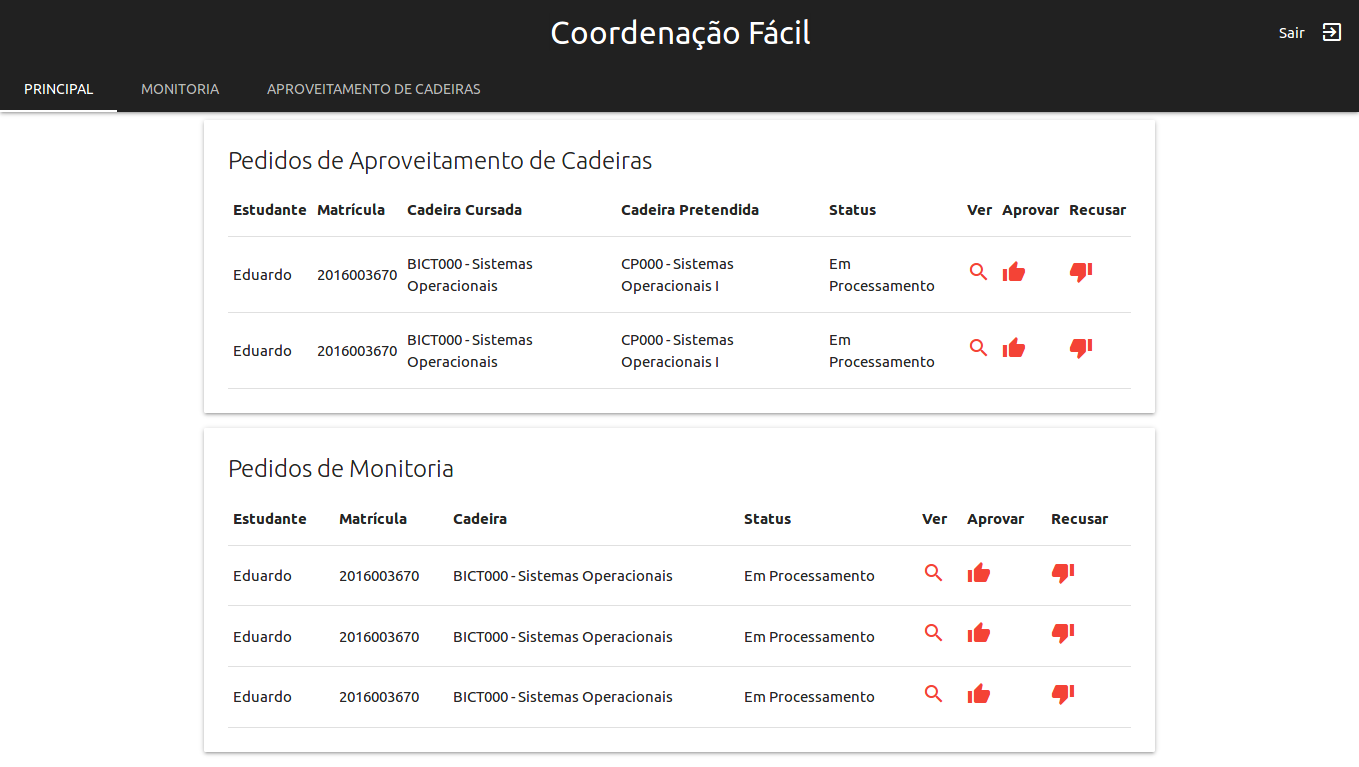 Coordenação Fácil
Sair
PRINCIPAL MONITORIA APROVEITAMENTO DE CADEIRAS
Pedidos de Aproveitamento de Cadeiras
Estudante Matrícula Cadeira Cursada Cadeira Pretendida Status Ver Aprovar Recusar
Eduardo 2016003670 BICT000 - Sistemas Operacionais CP000 - Sistemas Operacionais I Em Processamento
Eduardo 2016003670 BICT000 - Sistemas Operacionais CP000 - Sistemas Operacionais I Em Processamento
Pedidos de Monitoria
Estudante Matrícula Cadeira Status Ver Aprovar Recusar
Eduardo 2016003670 BICT000 - Sistemas Operacionais Em Processamento
Eduardo 2016003670 BICT000 - Sistemas Operacionais Em Processamento
Eduardo 2016003670 BICT000 - Sistemas Operacionais Em Processamento